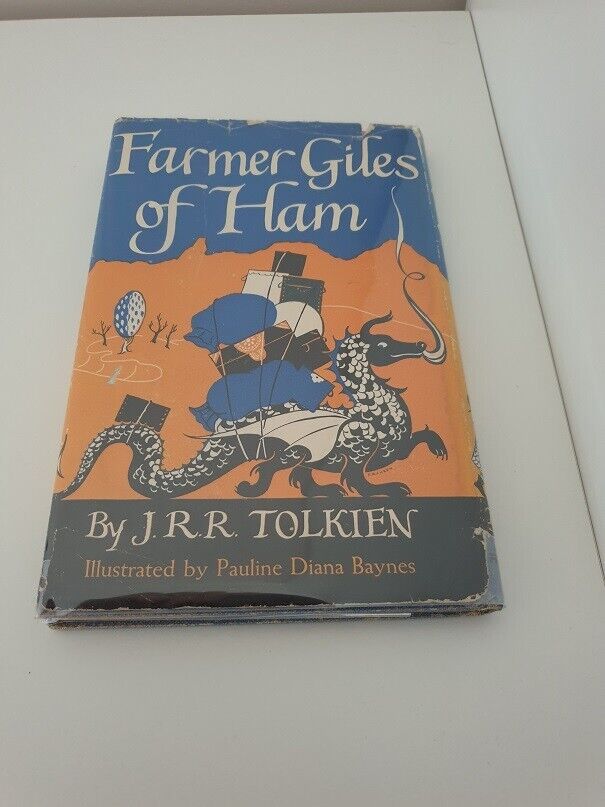 Farmer Giles
of Ham
By J.R.R. TOLKIEN
Illustrated by Pauline Diana Baynes